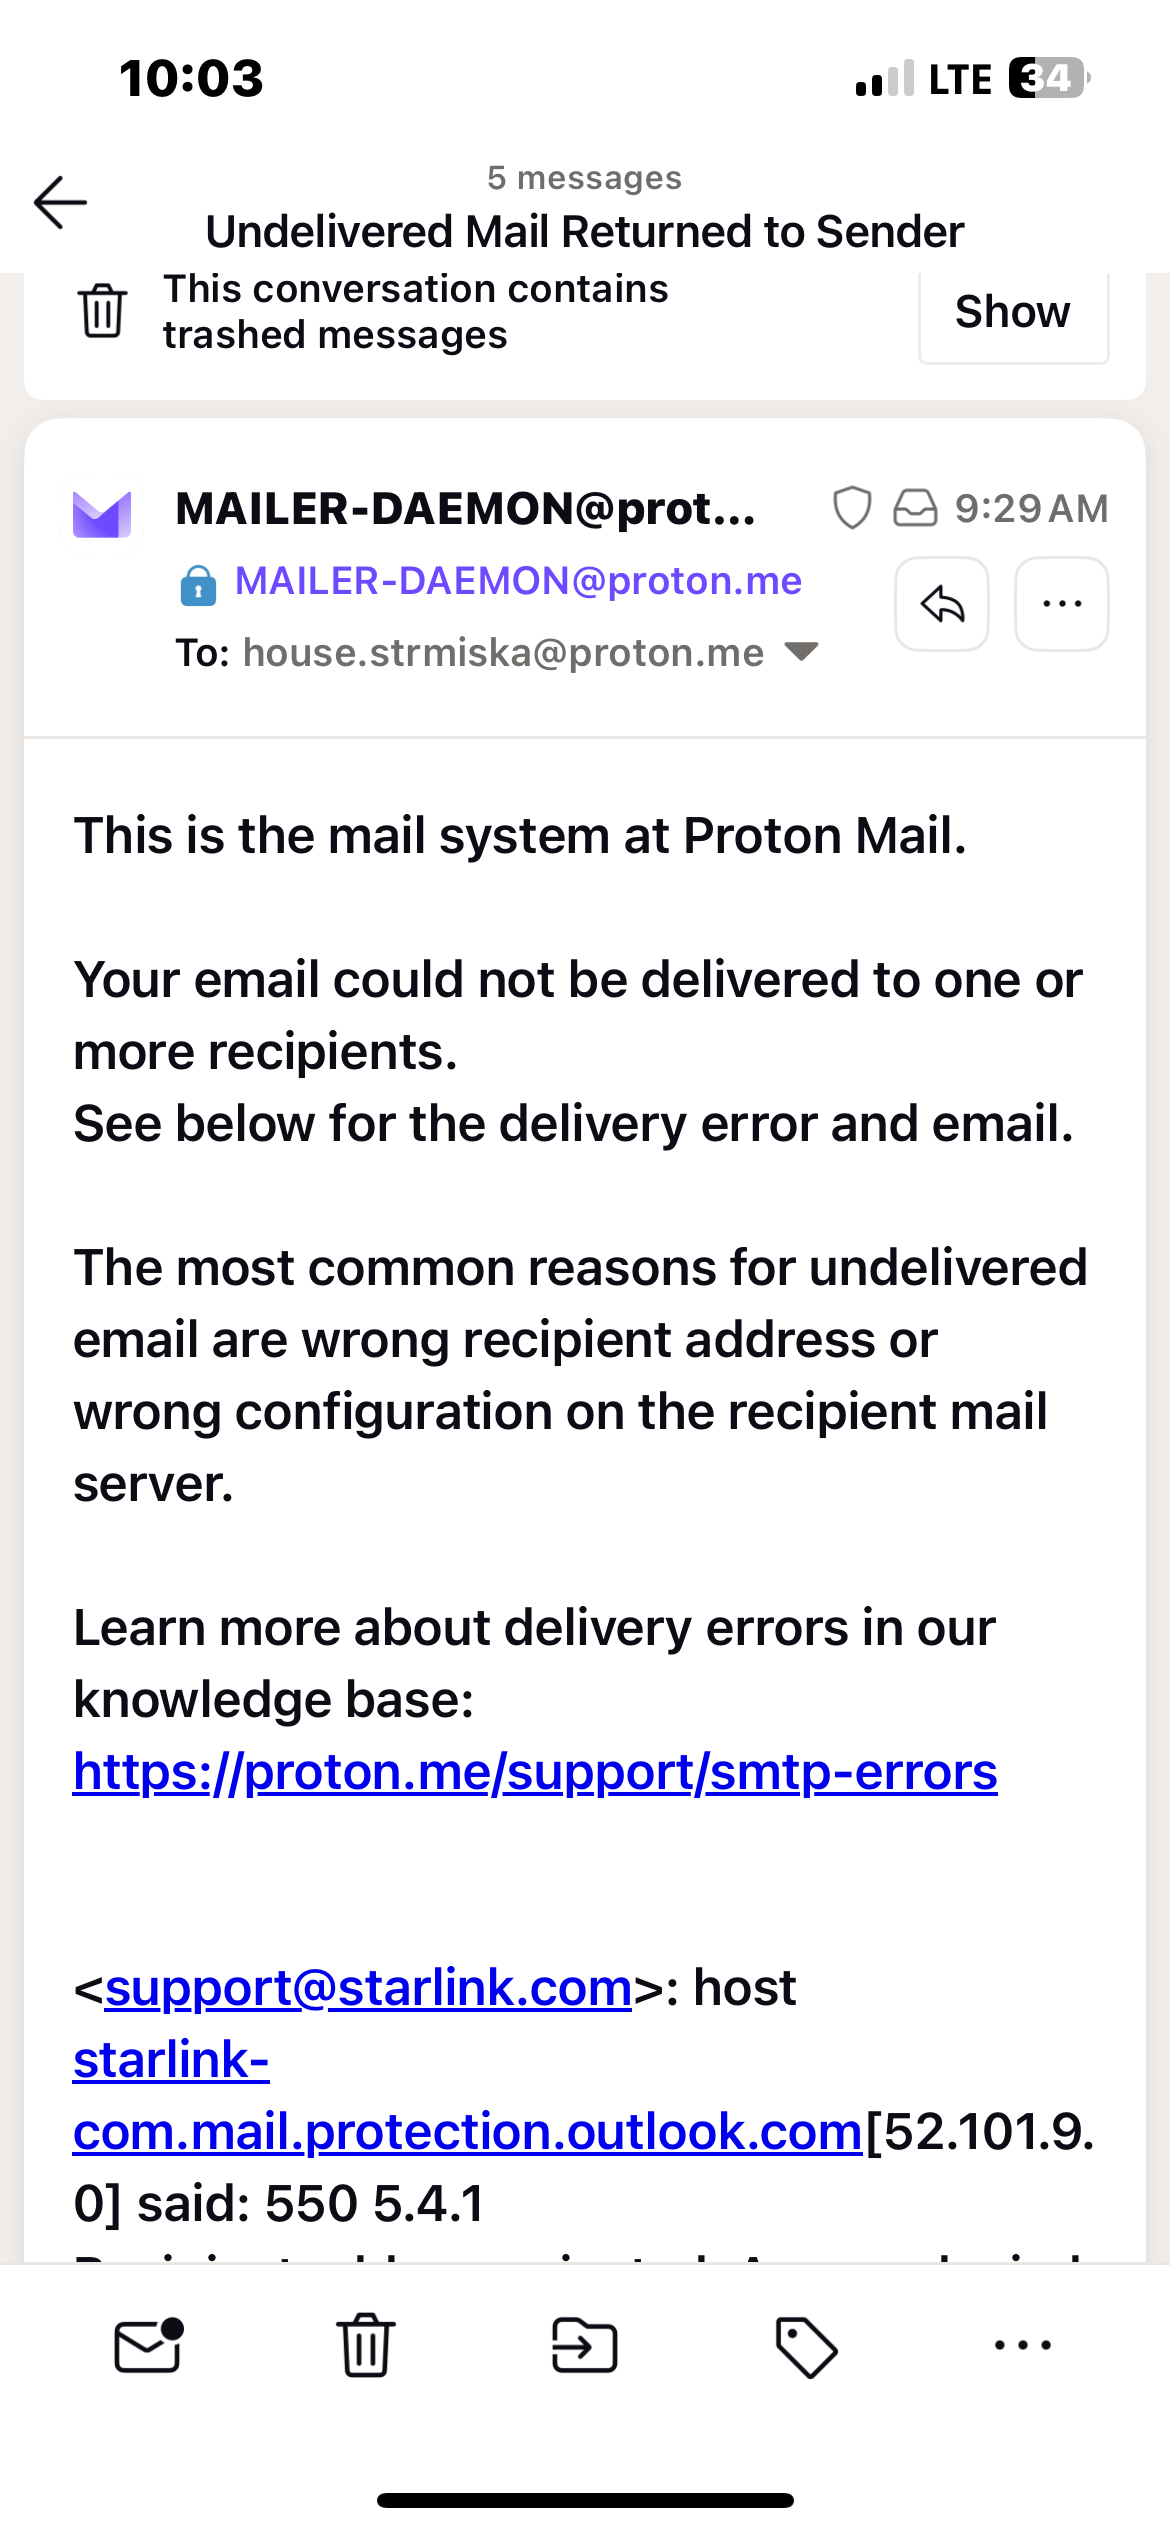 10:03
LTE 34
5 messages
Undelivered Mail Returned to Sender
This conversation contains
trashed messages
Show
MAILER-DAEMON@prot...
9:29 AM
MAILER-DAEMON@proton.me
To: house.strmiska@proton.me
This is the mail system at Proton Mail.
Your email could not be delivered to one or
more recipients.
See below for the delivery error and email.
The most common reasons for undelivered
email are wrong recipient address or
wrong configuration on the recipient mail
server.
Learn more about delivery errors in our
knowledge base:
https://proton.me/support/smtp-errors
<support@starlink.com>: host
starlink-
com.mail.protection.outlook.com[52.101.9.
0] said: 550 5.4.1